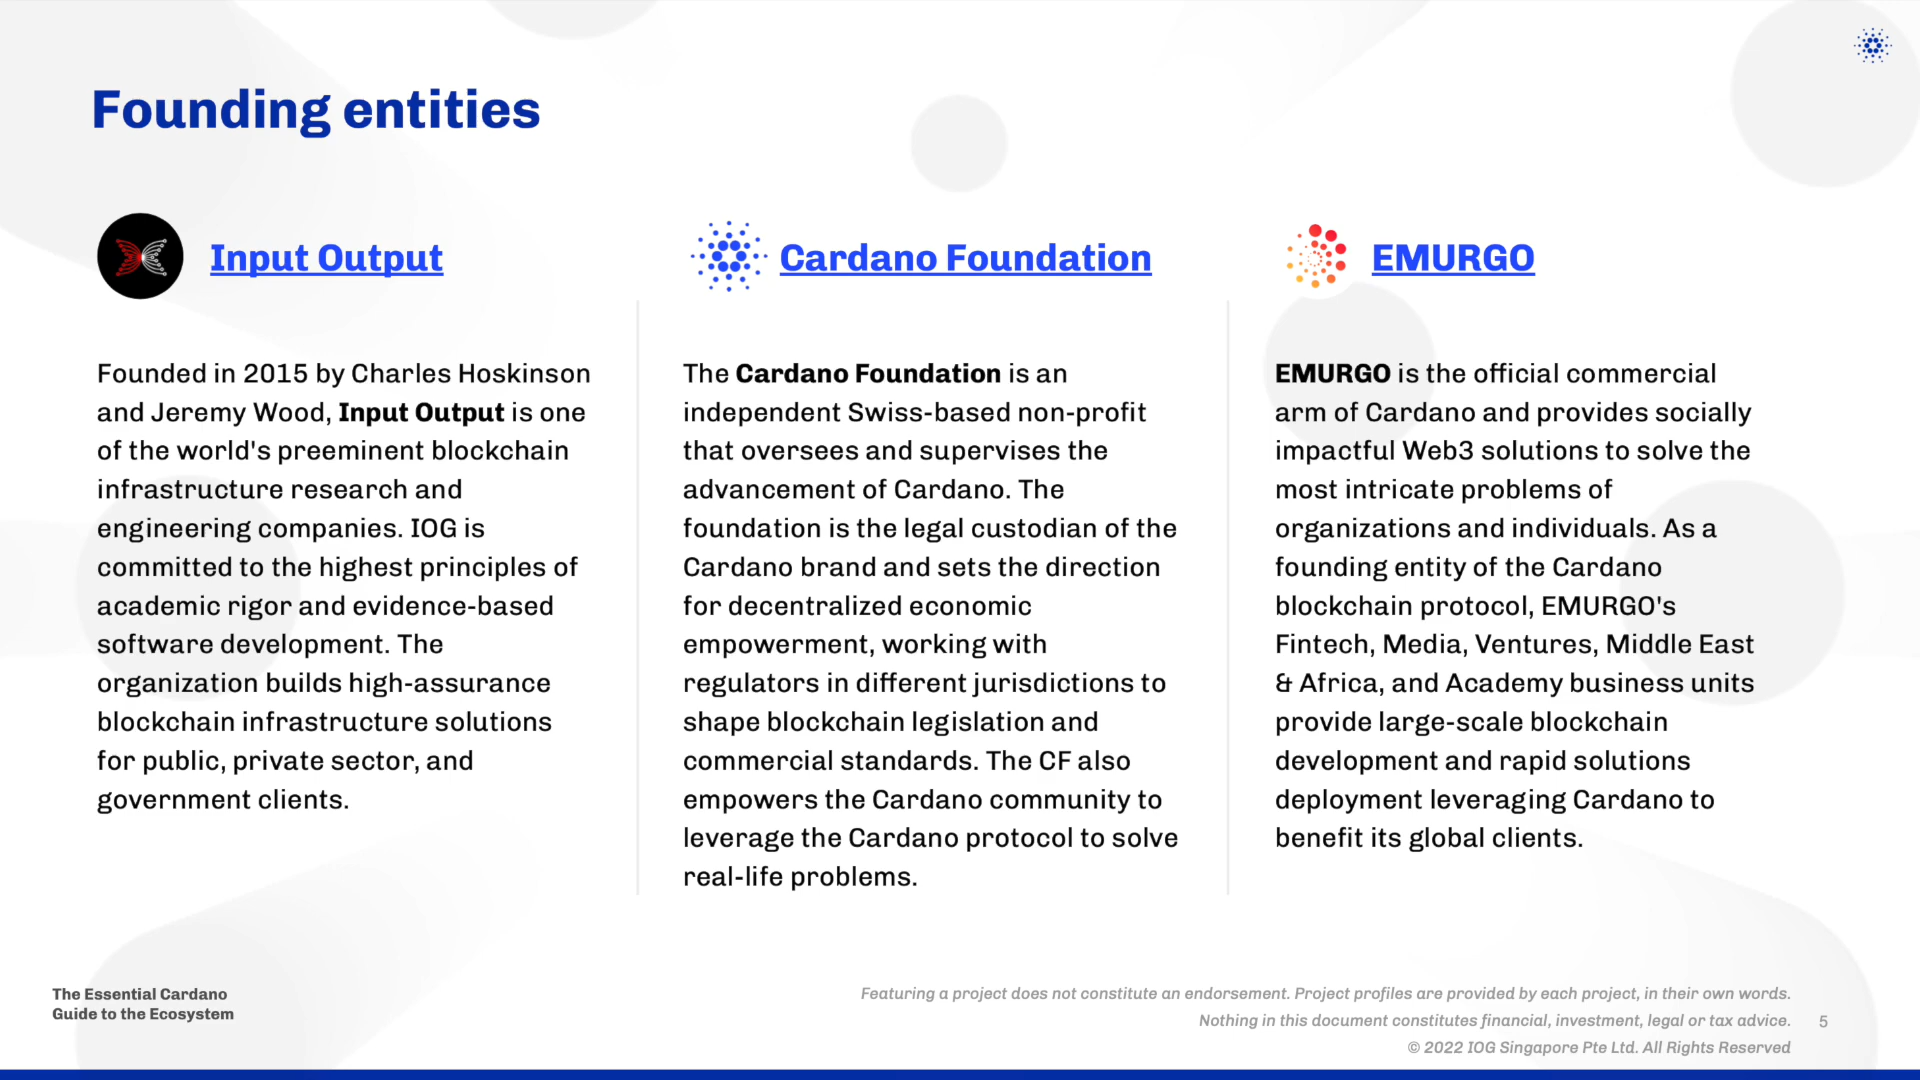 Founding entities
Input Output
Founded in 2015 by Charles Hoskinson
and Jeremy Wood, Input Output is one
of the world's preeminent blockchain
infrastructure research and
engineering companies. IOG is
committed to the highest principles of
academic rigor and evidence-based
software development. The
organization builds high-assurance
blockchain infrastructure solutions
for public, private sector, and
government clients.
Cardano Foundation
The Cardano Foundation is an
independent Swiss-based non-profit
that oversees and supervises the
advancement of Cardano. The
foundation is the legal custodian of the
Cardano brand and sets the direction
for decentralized economic
empowerment, working with
regulators in different jurisdictions to
shape blockchain legislation and
commercial standards. The CF also
empowers the Cardano community to
leverage the Cardano protocol to solve
real-life problems.
EMURGO
EMURGO is the official commercial
arm of Cardano and provides socially
impactful Web3 solutions to solve the
most intricate problems of
organizations and individuals. As a
founding entity of the Cardano
blockchain protocol, EMURGO's
Fintech, Media, Ventures, Middle East
& Africa, and Academy business units
provide large-scale blockchain
development and rapid solutions
deployment leveraging Cardano to
benefit its global clients.
The Essential Cardano
Guide to the Ecosystem
Featuring a project does not constitute an endorsement. Project profiles are provided by each project, in their own words.
Nothing in this document constitutes financial, investment, legal or tax advice.
© 2022 IOG Singapore Pte Ltd. All Rights Reserved
5